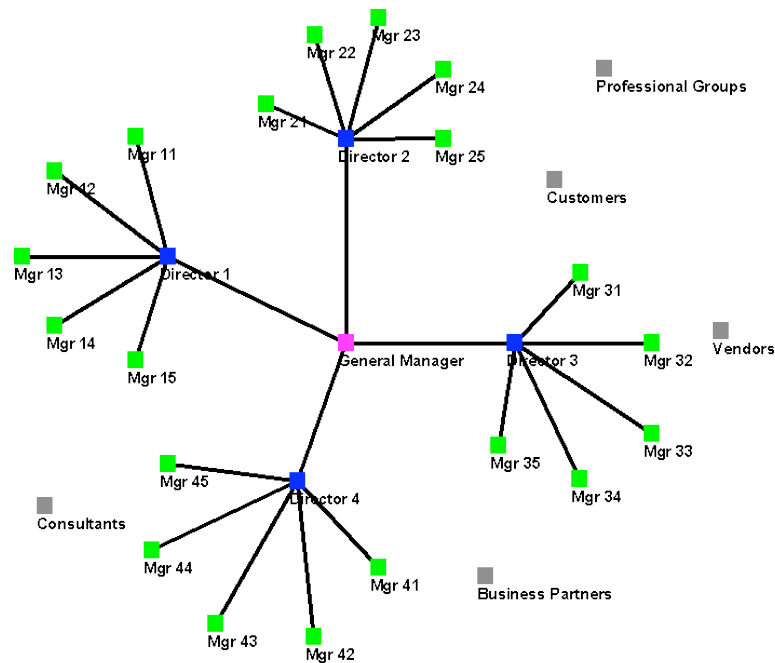 Mgr 23
Mgr 22
Professional Groups
Mgr 24
Mgr 21
Mgr 11
Director 2
Mgr 25
Mgr 12
Customers
Director 1
Mgr 13
Mgr 31
Mgr 14
Vendors
General Manager
Director 3
Mgr 32
Mgr 15
Mgr 33
Mgr 35
Mgr 45
Mgr 34
Director 4
Consultants
Mgr 44
Mgr 41
Business Partners
Mgr 43
Mgr 42